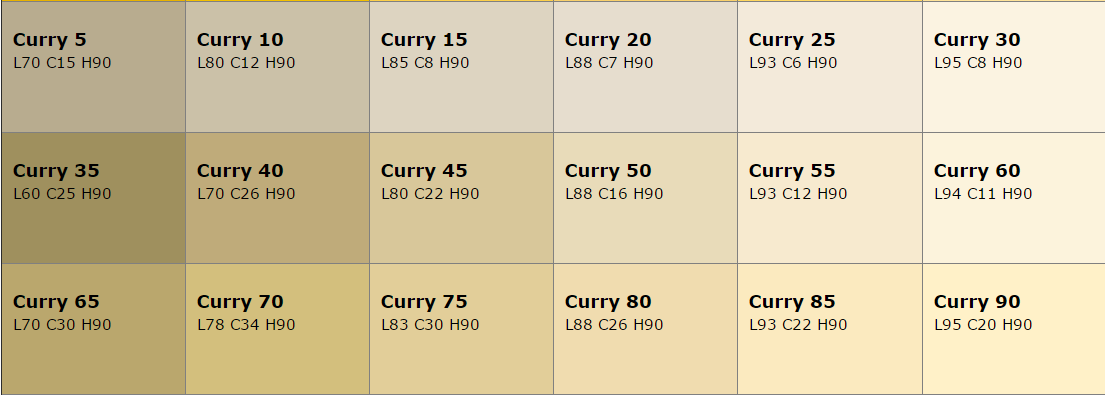 Curry 5
L70 C15 H90
Curry 10
L80 C12 H90
Curry 15
L85 C8 H90
Curry 20
L88 C7 H90
Curry 25
L93 C6 H90
Curry 30
L95 C8 H90
Curry 35
L60 C25 H90
Curry 40
L70 C26 H90
Curry 45
L80 C22 H90
Curry 50
L88 C16 H90
Curry 55
L93 C12 H90
Curry 60
L94 C11 H90
Curry 65
L70 C30 H90
Curry 70
L78 C34 H90
Curry 75
L83 C30 H90
Curry 80
L88 C26 H90
Curry 85
L93 C22 H90
Curry 90
L95 C20 H90